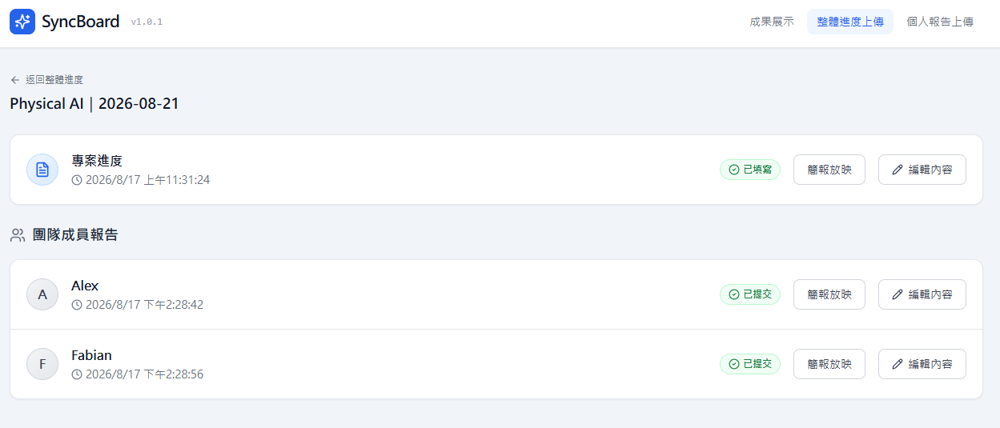 SyncBoard v1.0.1 成果展示 整體進度上傳 個人報告上傳
← 返回整體進度
Physical AI | 2026-08-21
專案進度
2026/8/17 上午11:31:24
已填寫 簡報放映 編輯內容
團隊成員報告
A Alex
2026/8/17 下午2:28:42
已提交 簡報放映 編輯內容
F Fabian
2026/8/17 下午2:28:56
已提交 簡報放映 編輯內容